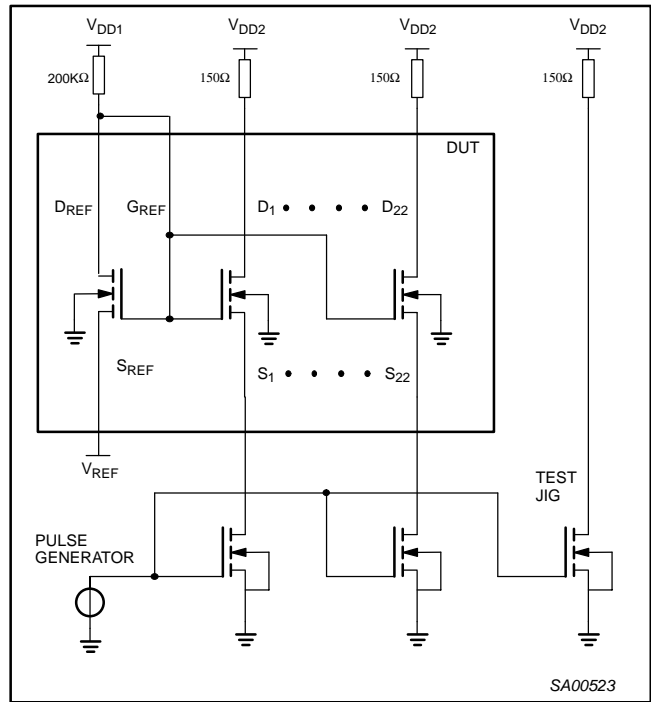 VDD1 VDD2 VDD2 VDD2
200KΩ 150Ω 150Ω 150Ω
DUT
DREF GREF D1 • • • • D22
SREF S1 • • • • S22
VREF
TEST
JIG
PULSE
GENERATOR
SA00523